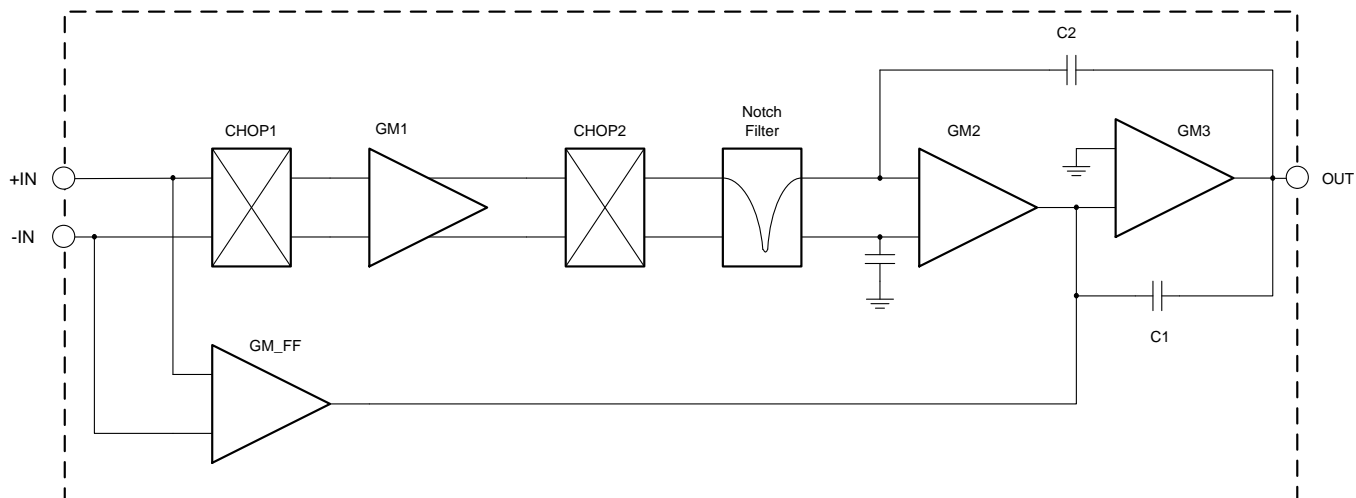 C2
Notch
Filter
CHOP1
GM1
CHOP2
GM2
GM3
+IN
OUT
-IN
C1
GM_FF